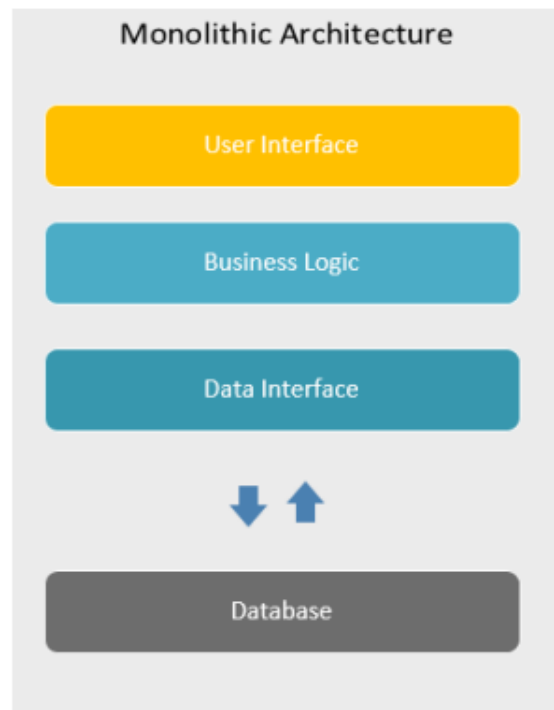 Monolithic Architecture
User Interface
Business Logic
Data Interface
Database